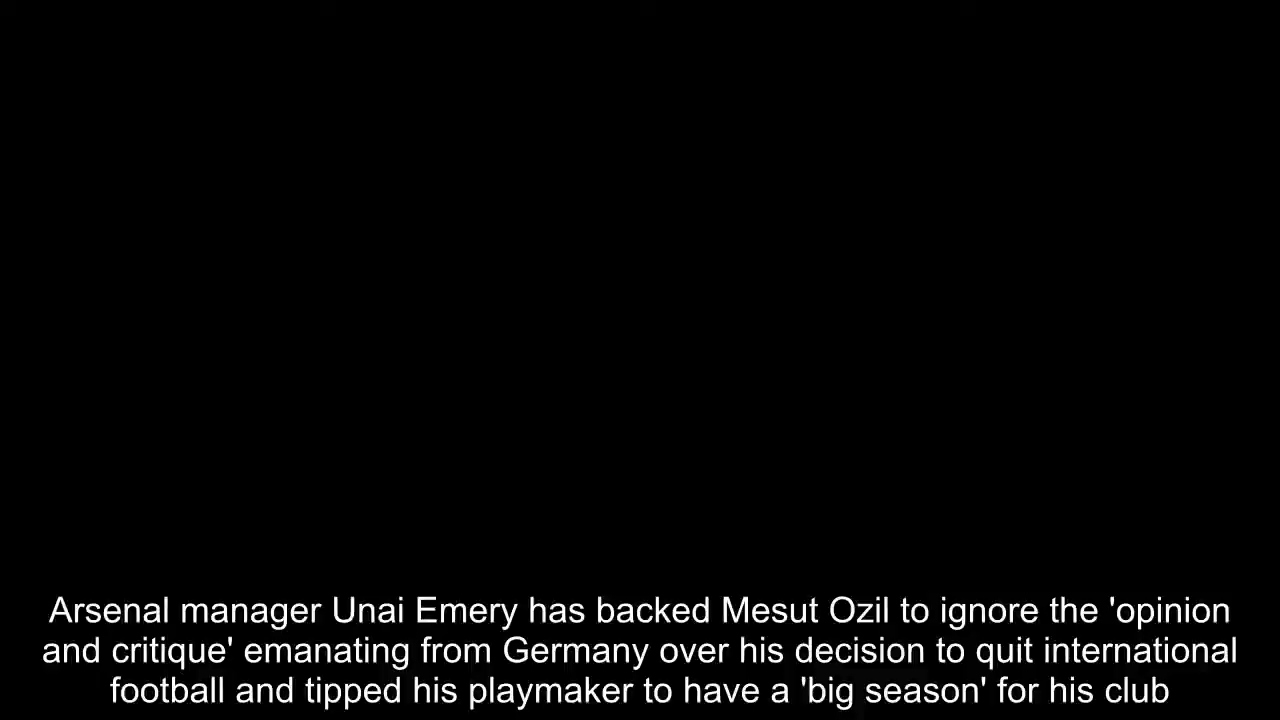 Arsenal manager Unai Emery has backed Mesut Ozil to ignore the 'opinion
and critique' emanating from Germany over his decision to quit international
football and tipped his playmaker to have a 'big season' for his club